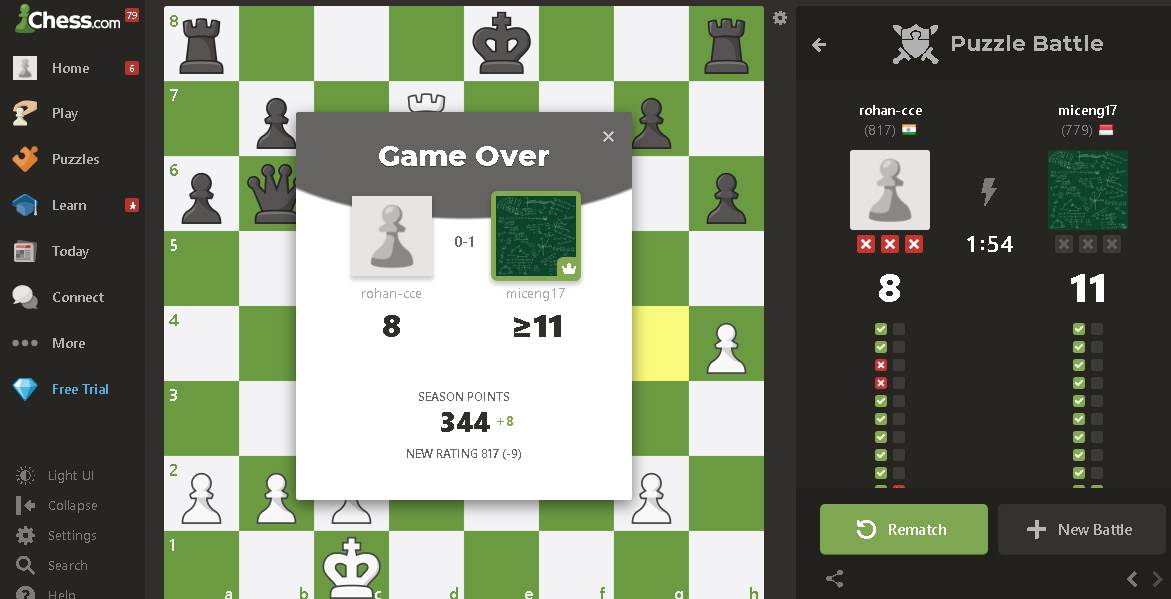 Chess.com 79
Home 6
Play
Puzzles
Learn
Today
Connect
More
Free Trial
Light UI
Collapse
Settings
Search
Help
8
7
6
5
4
3
2
1
a b c d e f g h
Game Over
0-1
rohan-cce miceng17
8 ≥11
SEASON POINTS
344 +8
NEW RATING 817 (-9)
Puzzle Battle
rohan-cce miceng17
(817) (779)
1:54
8 11
Rematch
New Battle